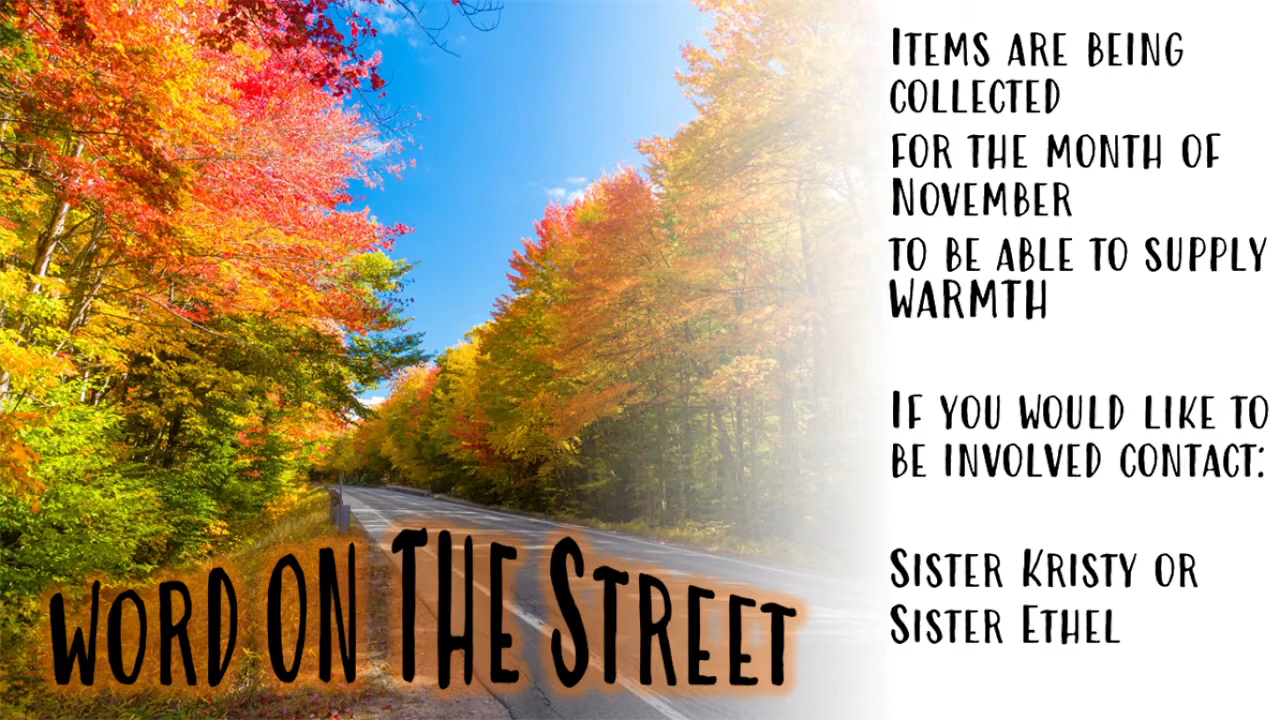 Items are being
collected
for the month of
November
to be able to supply
warmth
If you would like to
be involved contact:
Sister Kristy or
Sister Ethel
Word on The Street